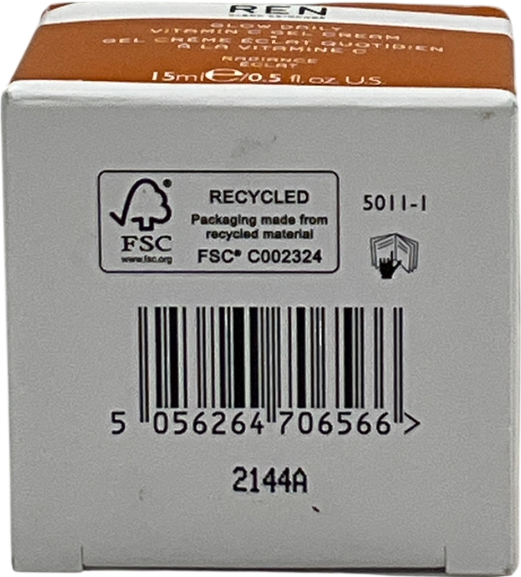 REN
GLOW DAILY
VITAMIN C GEL CREAM
GEL CRÈME ÉCLAT QUOTIDIEN
À LA VITAMINE C
RADIANCE
ÉCLAT
15ml℮/0.5 fl. oz. U.S.
FSC
www.fsc.org
RECYCLED
Packaging made from
recycled material
FSC® C002324
5011-1
5 056264 706566 >
2144A